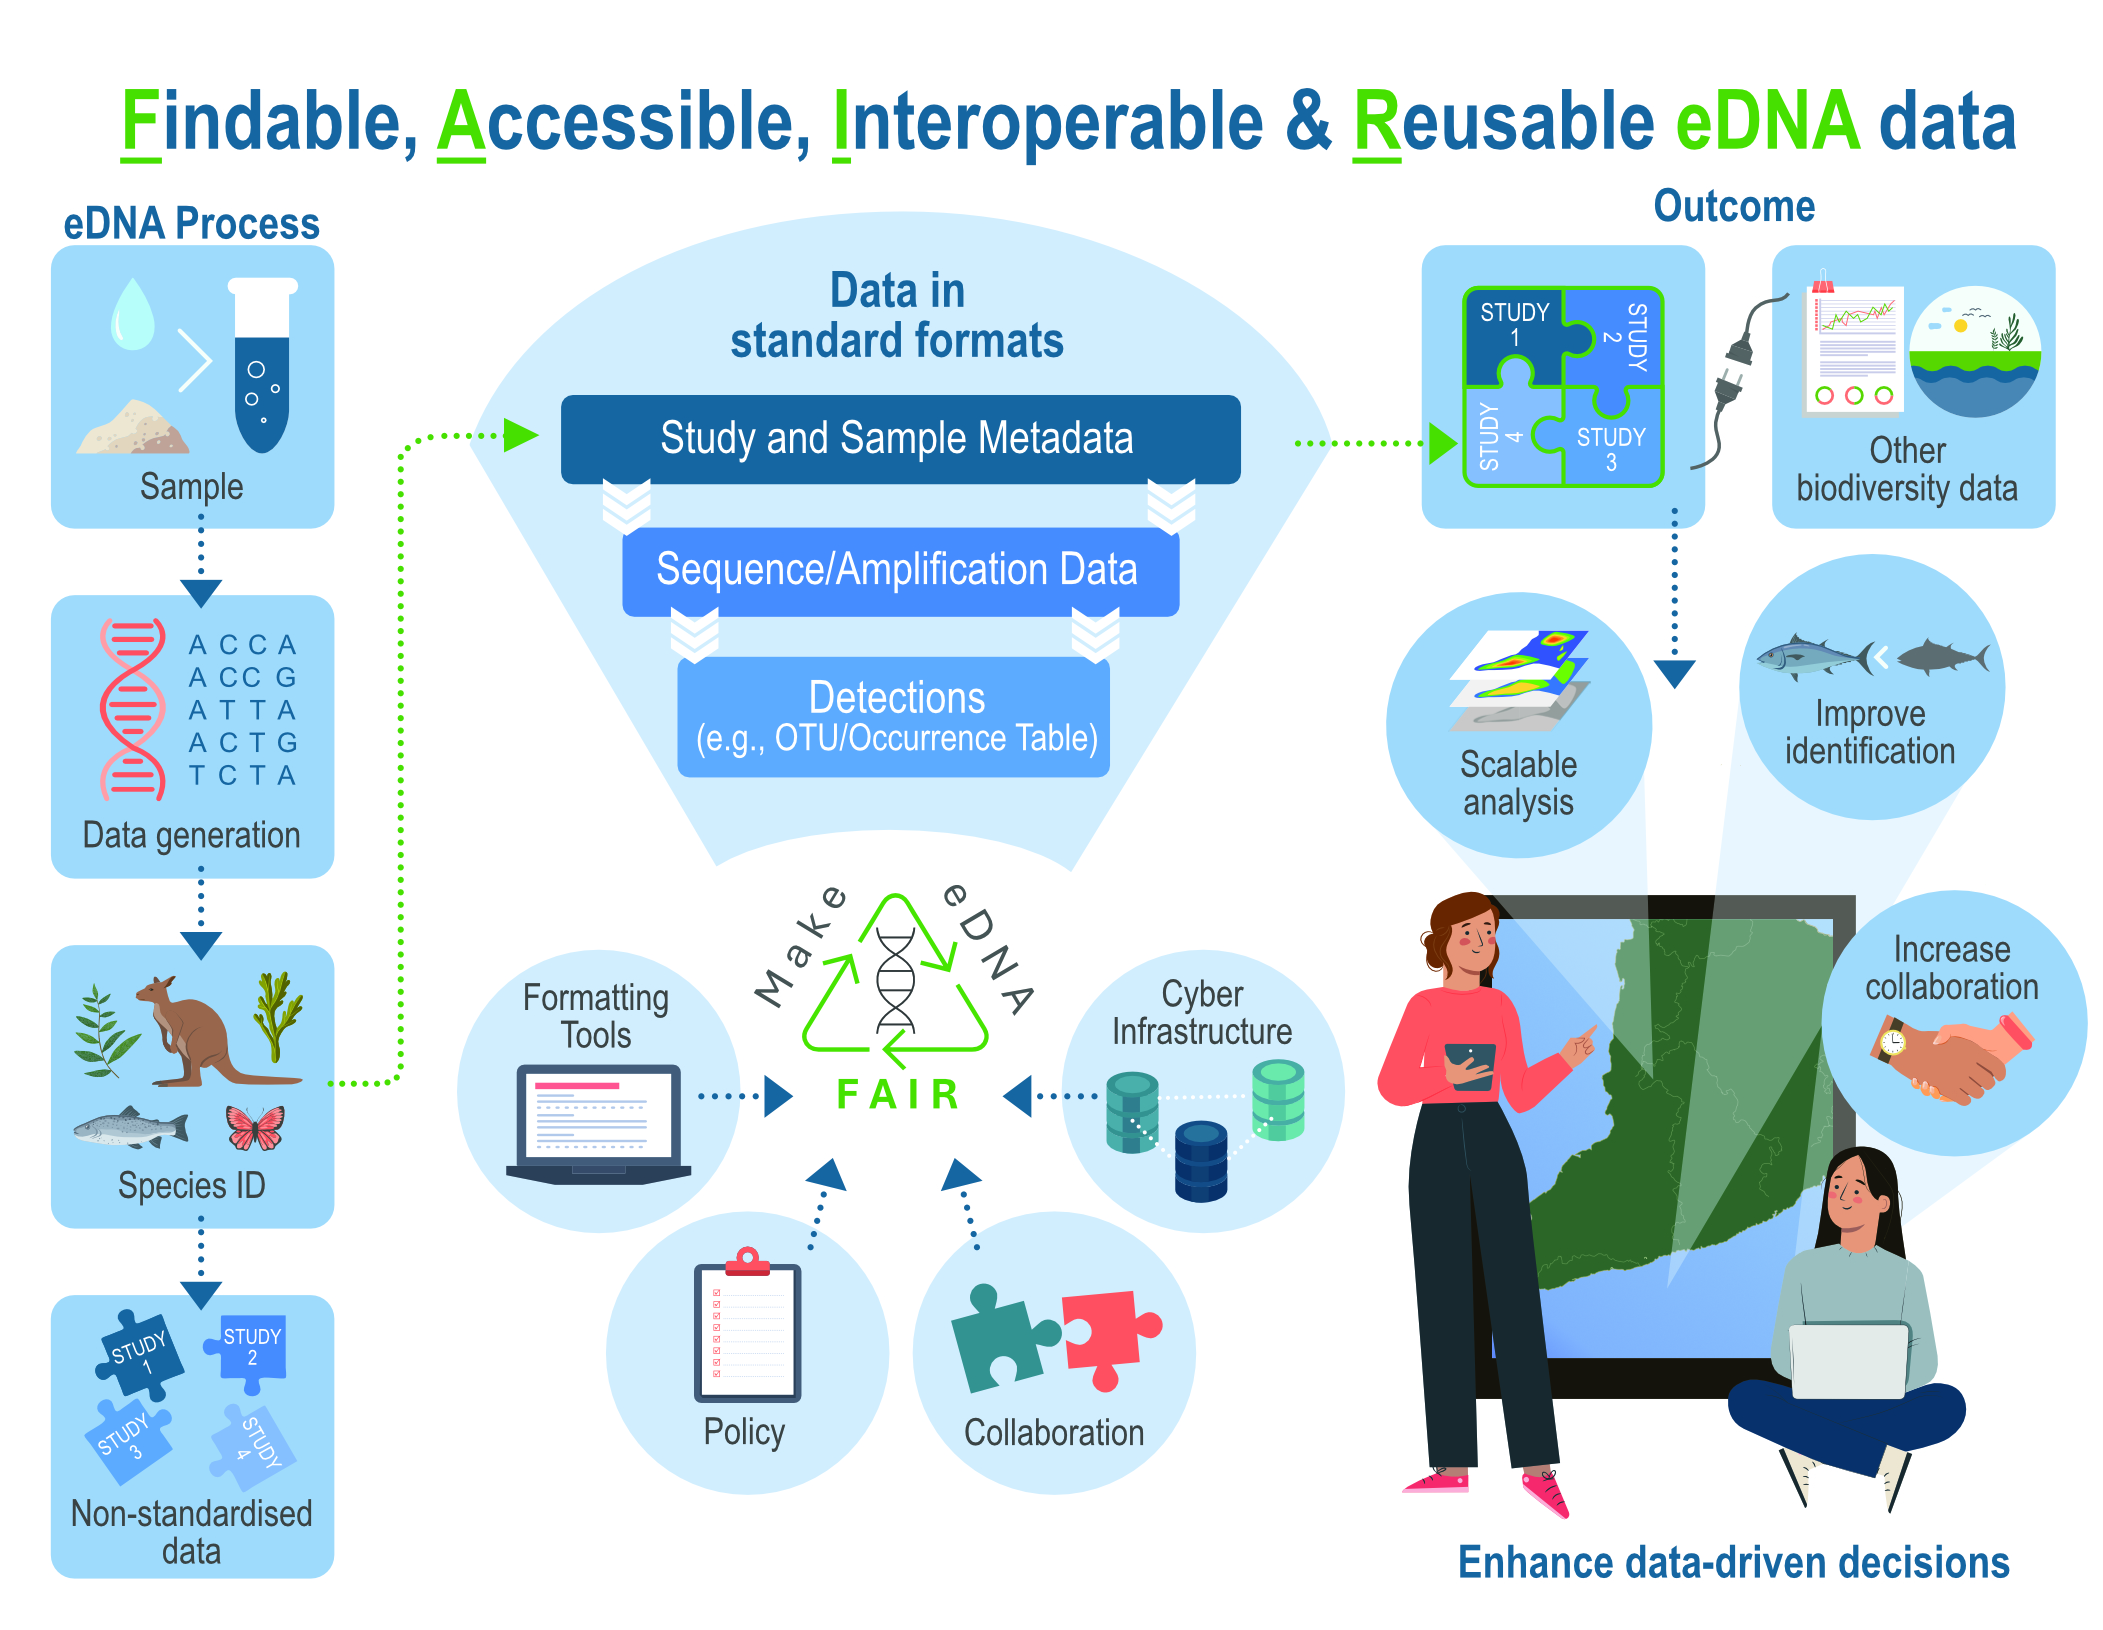 Findable, Accessible, Interoperable & Reusable eDNA data
eDNA Process
Sample
A C C A
A C C G
A T T A
A C T G
T C T A
Data generation
Species ID
STUDY
1
STUDY
2
STUDY
3
STUDY
4
Non-standardised
data
Data in
standard formats
Study and Sample Metadata
Sequence/Amplification Data
Detections
(e.g., OTU/Occurrence Table)
Make eDNA
FAIR
Formatting
Tools
Cyber
Infrastructure
Policy
Collaboration
Outcome
STUDY
1
STUDY
2
STUDY
4
STUDY
3
Other
biodiversity data
Scalable
analysis
Improve
identification
Increase
collaboration
Enhance data-driven decisions